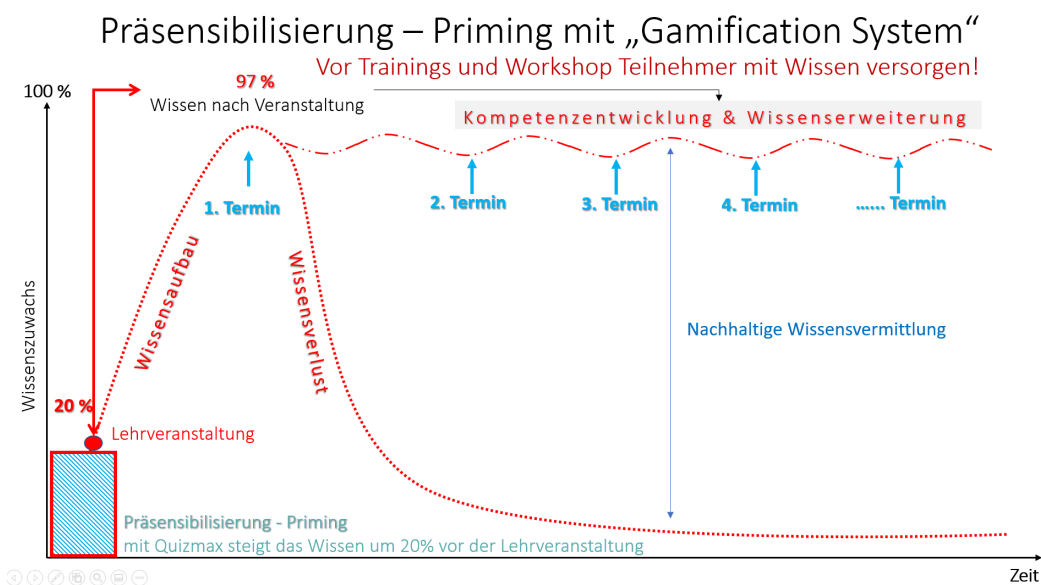 Präsensibilisierung – Priming mit „Gamification System“
Vor Trainings und Workshop Teilnehmer mit Wissen versorgen!
97 %
100 %
Wissen nach Veranstaltung
Kompetenzentwicklung & Wissenserweiterung
1. Termin
2. Termin
3. Termin
4. Termin
...... Termin
Wissensaufbau
Wissensverlust
Wissenszuwachs
Nachhaltige Wissensvermittlung
20 %
Lehrveranstaltung
Präsensibilisierung - Priming
mit Quizmax steigt das Wissen um 20% vor der Lehrveranstaltung
Zeit